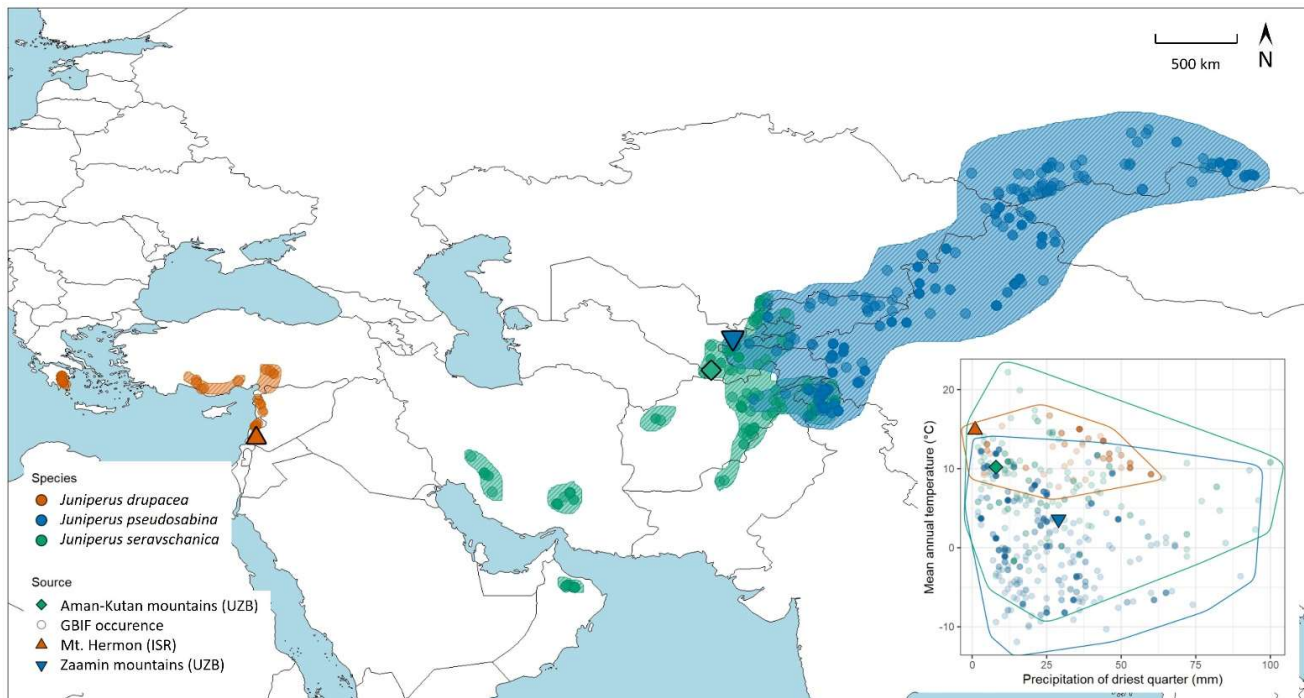 500 km
N
Species
Juniperus drupacea
Juniperus pseudosabina
Juniperus seravschanica
Source
Aman-Kutan mountains (UZB)
GBIF occurence
Mt. Hermon (ISR)
Zaamin mountains (UZB)
Mean annual temperature (°C)
20
10
0
-10
0
25
50
75
100
Precipitation of driest quarter (mm)